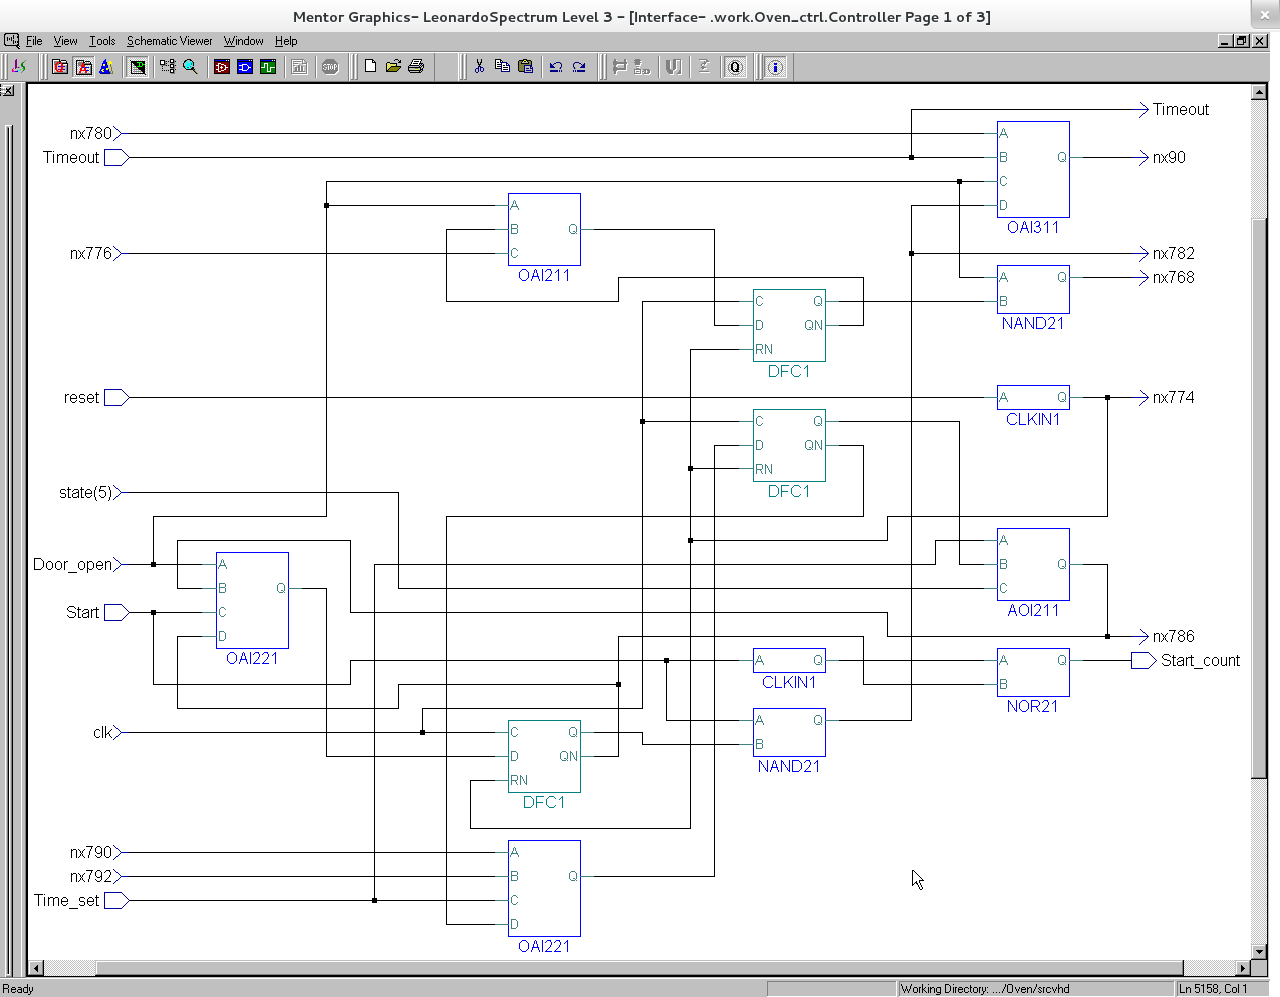 Mentor Graphics- LeonardoSpectrum Level 3 - [Interface- .work.Oven_ctrl.Controller Page 1 of 3]
File View Tools Schematic Viewer Window Help
Timeout
nx780
A
Timeout
B Q
nx90
C
A
D
OAI311
B Q
nx776
C
nx782
OAI211
A Q
nx768
C Q
B
D QN
NAND21
RN
DFC1
reset
A Q
nx774
CLKIN1
C Q
D QN
RN
DFC1
state(5)
A
Door_open
A
B Q
B Q
C
Start
C
AOI211
D
nx786
OAI221
A Q
A Q
Start_count
CLKIN1
B
NOR21
A Q
clk
C Q
B
D QN
NAND21
RN
DFC1
nx790
A
nx792
B Q
Time_set
C
D
OAI221
Ready
Working Directory: .../Oven/srcvhd
Ln 5158, Col 1